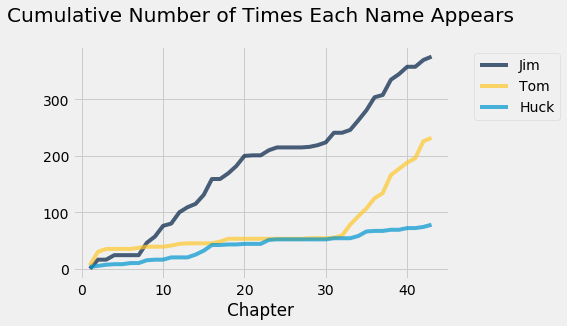 Cumulative Number of Times Each Name Appears
Jim
Tom
Huck
300
200
100
0
0 10 20 30 40
Chapter